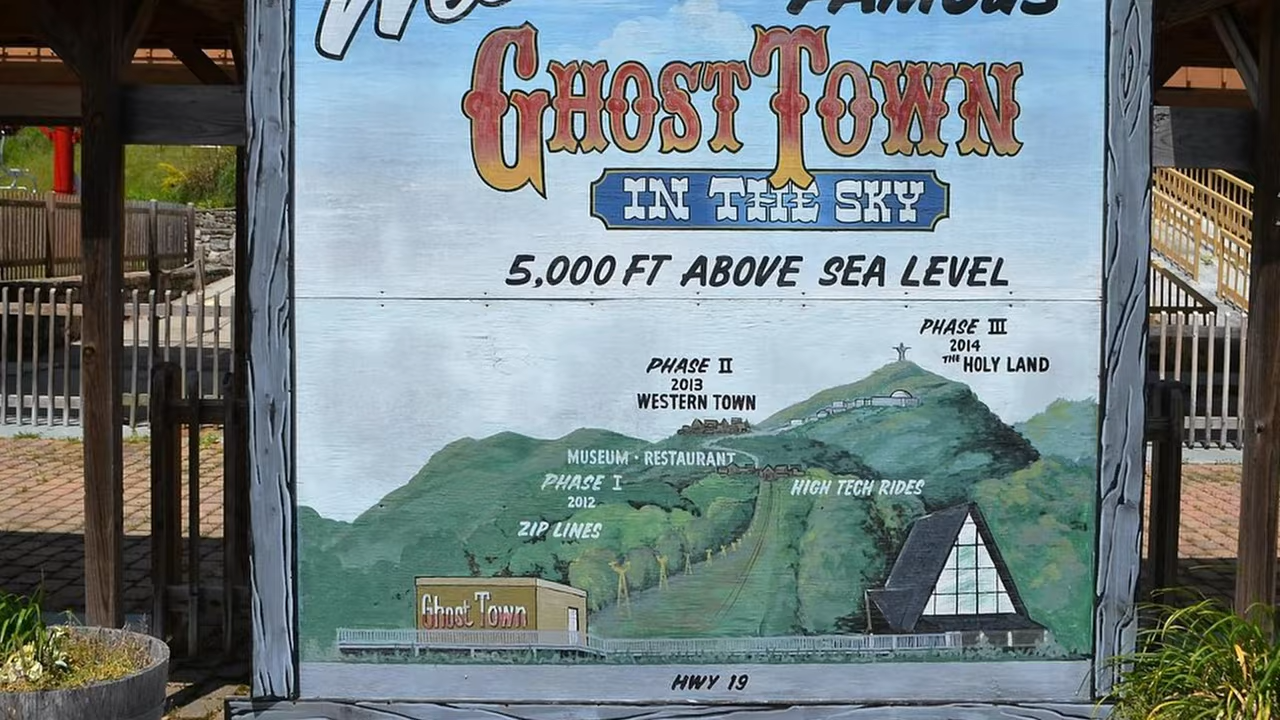 FAMOUS
GHOST TOWN
IN THE SKY
5,000 FT ABOVE SEA LEVEL
PHASE III
2014
THE HOLY LAND
PHASE II
2013
WESTERN TOWN
MUSEUM · RESTAURANT
PHASE I
2012
HIGH TECH RIDES
ZIP LINES
Ghost Town
HWY 19